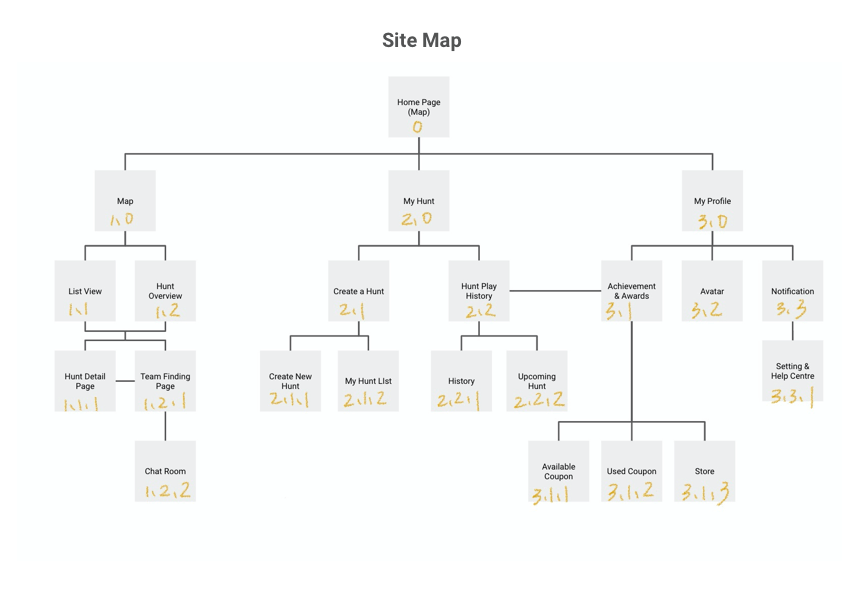 Site Map
Home Page
(Map)
0
Map
1,0
My Hunt
2,0
My Profile
3,0
List View
1,1
Hunt
Overview
1,2
Create a Hunt
2,1
Hunt Play
History
2,2
Achievement
& Awards
3,1
Avatar
3,2
Notification
3,3
Hunt Detail
Page
1,1,1
Team Finding
Page
1,2,1
Create New
Hunt
2,1,1
My Hunt LIst
2,1,2
History
2,2,1
Upcoming
Hunt
2,2,2
Setting &
Help Centre
3,3,1
Chat Room
1,2,2
Available
Coupon
3,1,1
Used Coupon
3,1,2
Store
3,1,3